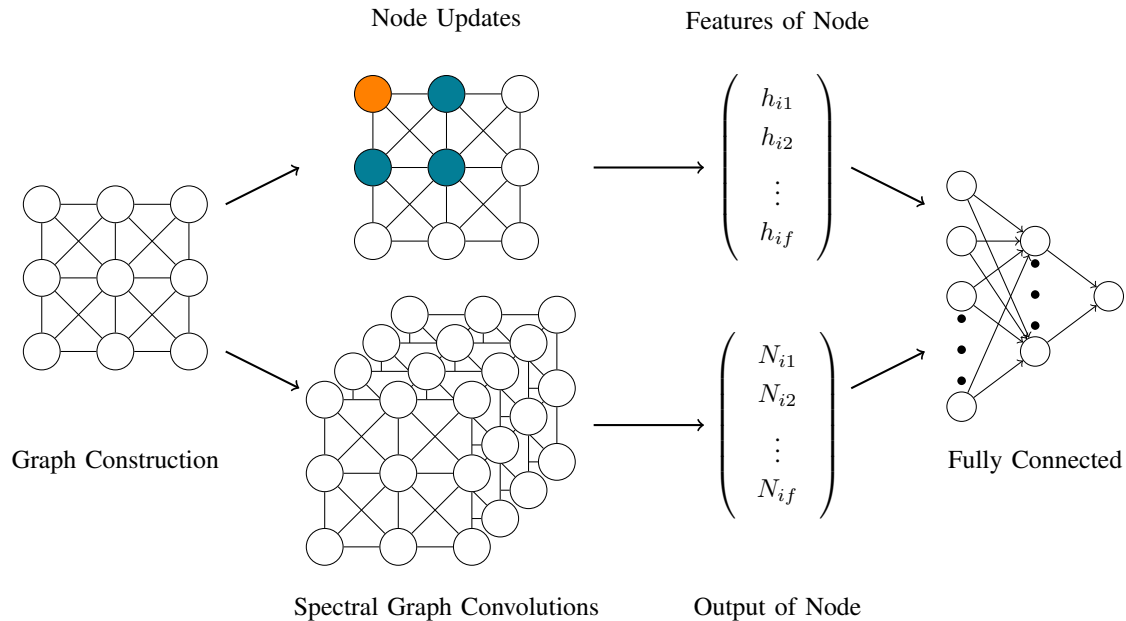 Node Updates
Features of Node
h_{i1}
h_{i2}
⋮
h_{if}
Graph Construction
N_{i1}
N_{i2}
⋮
N_{if}
Fully Connected
Spectral Graph Convolutions
Output of Node